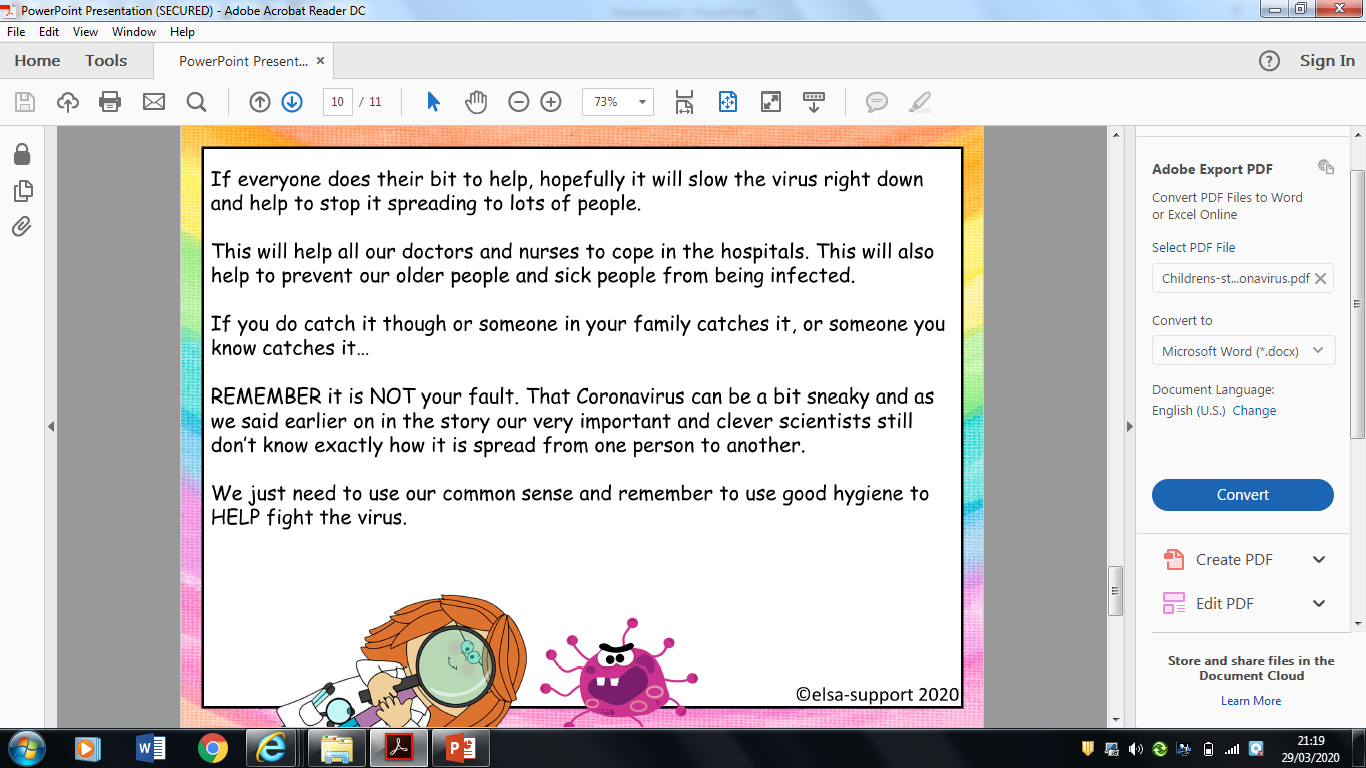 PowerPoint Presentation (SECURED) - Adobe Acrobat Reader DC
File Edit View Window Help
Home Tools PowerPoint Present... × Sign In
10 / 11 73%
If everyone does their bit to help, hopefully it will slow the virus right down
and help to stop it spreading to lots of people.
This will help all our doctors and nurses to cope in the hospitals. This will also
help to prevent our older people and sick people from being infected.
If you do catch it though or someone in your family catches it, or someone you
know catches it...
REMEMBER it is NOT your fault. That Coronavirus can be a bit sneaky and as
we said earlier on in the story our very important and clever scientists still
don't know exactly how it is spread from one person to another.
We just need to use our common sense and remember to use good hygiene to
HELP fight the virus.
©elsa-support 2020
Adobe Export PDF
Convert PDF Files to Word
or Excel Online
Select PDF File
Childrens-st...onavirus.pdf
Convert to
Microsoft Word (*.docx)
Document Language:
English (U.S.) Change
Convert
Create PDF
Edit PDF
Store and share files in the
Document Cloud
Learn More
21:19
29/03/2020